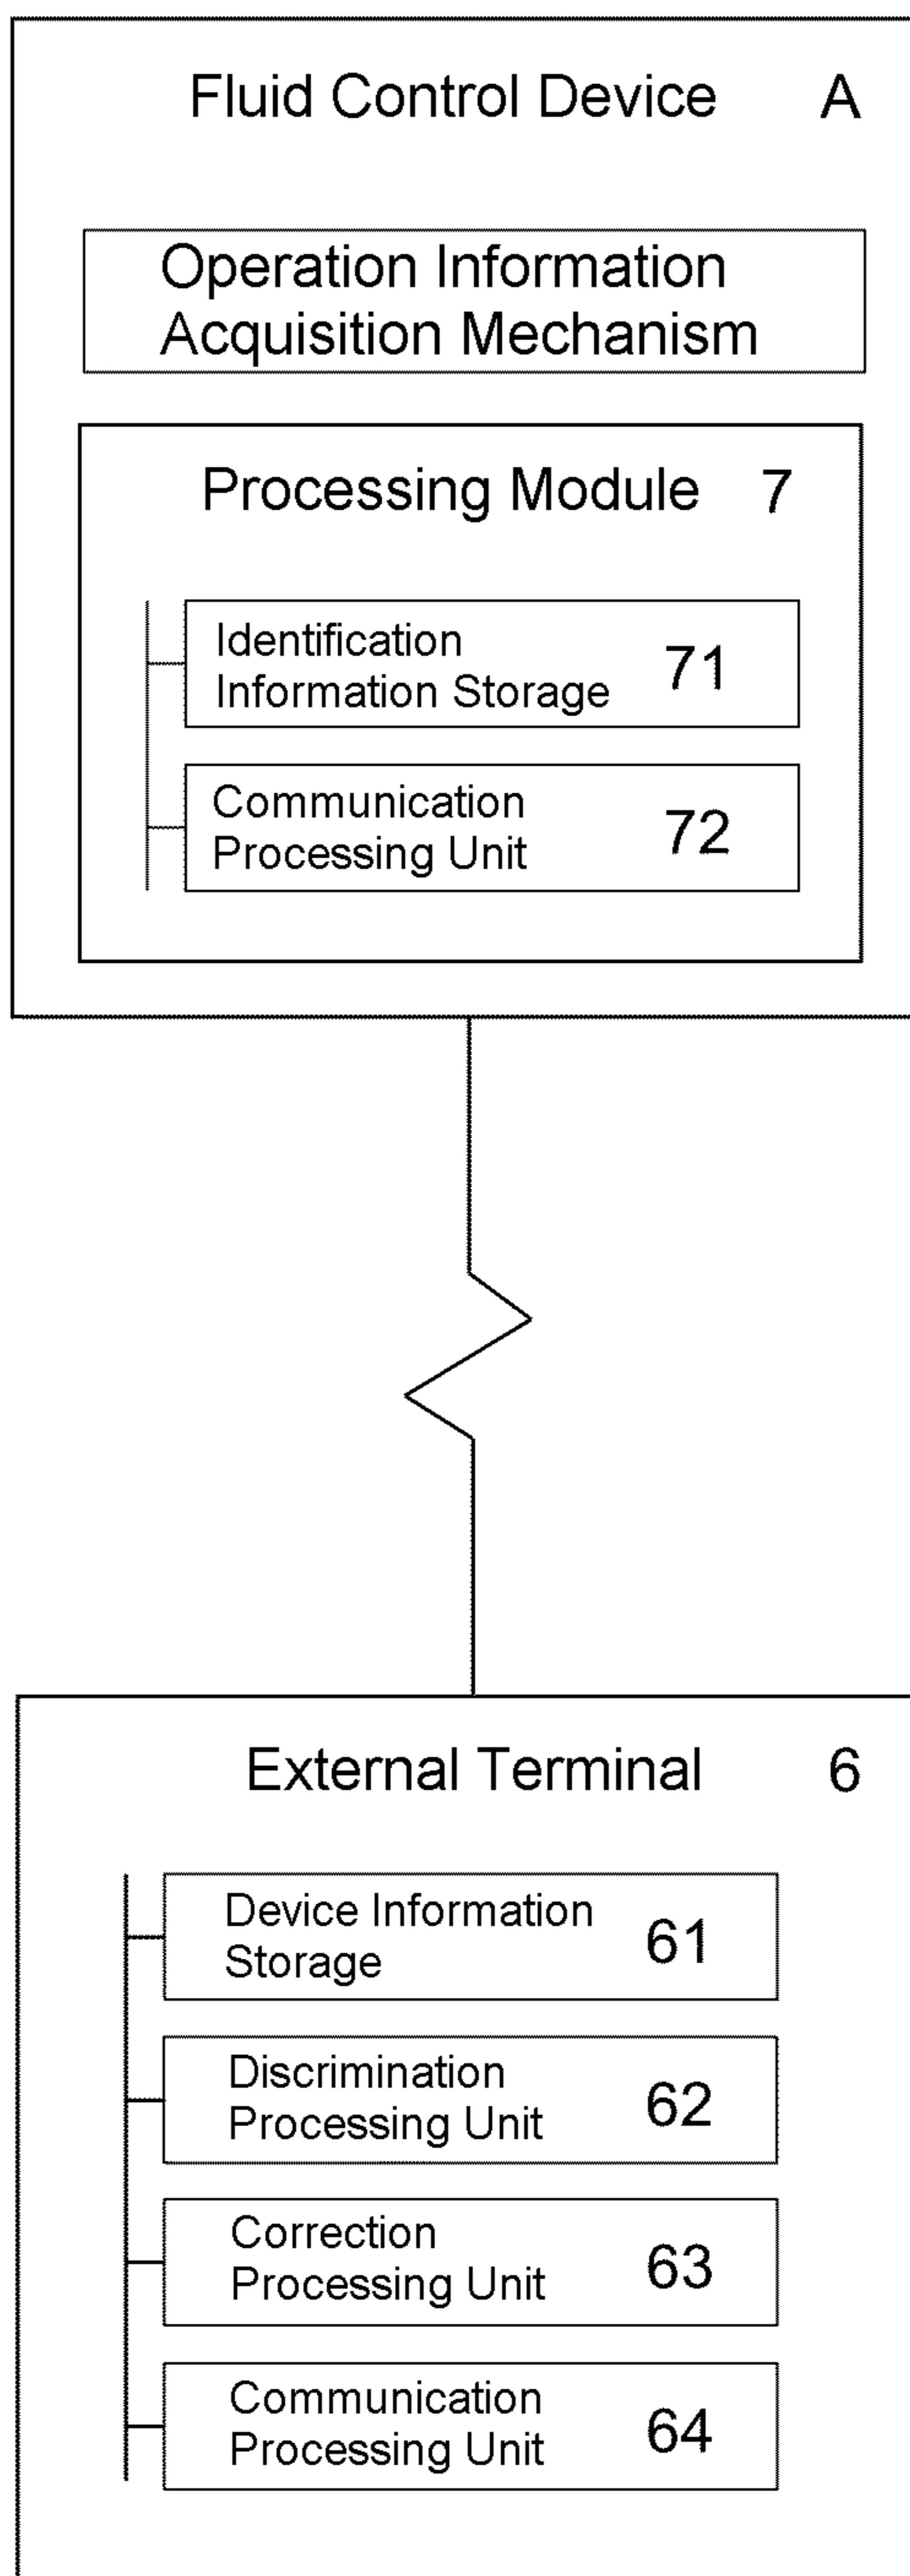 Fluid Control Device A
Operation Information
Acquisition Mechanism
Processing Module 7
Identification
Information Storage 71
Communication
Processing Unit 72
External Terminal 6
Device Information
Storage 61
Discrimination
Processing Unit 62
Correction
Processing Unit 63
Communication
Processing Unit 64